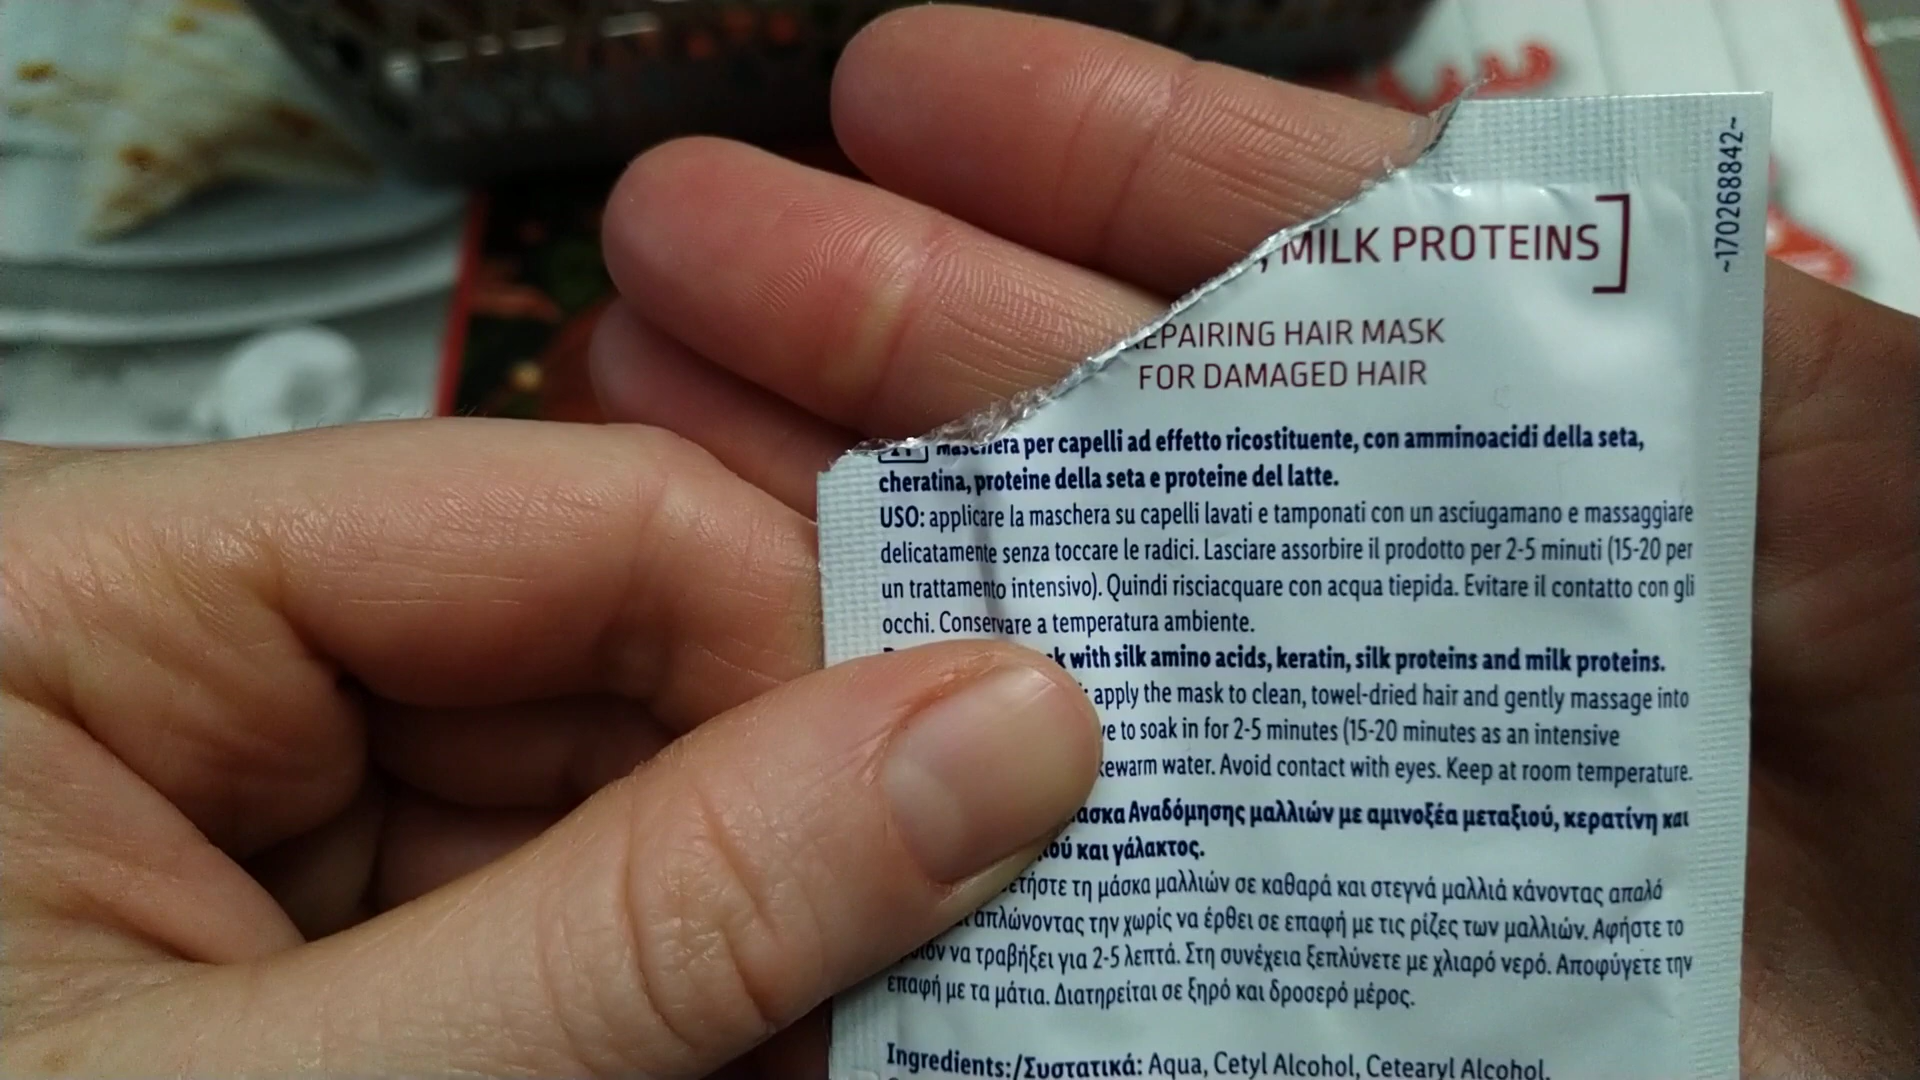 , MILK PROTEINS]
~170268842~
EPAIRING HAIR MASK
FOR DAMAGED HAIR
Maschera per capelli ad effetto ricostituente, con amminoacidi della seta,
cheratina, proteine della seta e proteine del latte.
USO: applicare la maschera su capelli lavati e tamponati con un asciugamano e massaggiare
delicatamente senza toccare le radici. Lasciare assorbire il prodotto per 2-5 minuti (15-20 per
un trattamento intensivo). Quindi risciacquare con acqua tiepida. Evitare il contatto con gli
occhi. Conservare a temperatura ambiente.
with silk amino acids, keratin, silk proteins and milk proteins.
apply the mask to clean, towel-dried hair and gently massage into
to soak in for 2-5 minutes (15-20 minutes as an intensive
water. Avoid contact with eyes. Keep at room temperature.
Αναδόμησης μαλλιών με αμινοξέα μεταξιού, κερατίνη και
και γάλακτος.
τη μάσκα μαλλιών σε καθαρά και στεγνά μαλλιά κάνοντας απαλό
απλώνοντας την χωρίς να έρθει σε επαφή με τις ρίζες των μαλλιών. Αφήστε το
να τραβήξει για 2-5 λεπτά. Στη συνέχεια ξεπλύνετε με χλιαρό νερό. Αποφύγετε την
επαφή με τα μάτια. Διατηρείται σε ξηρό και δροσερό μέρος.
Ingredients:/Συστατικά: Aqua, Cetyl Alcohol, Cetearyl Alcohol,